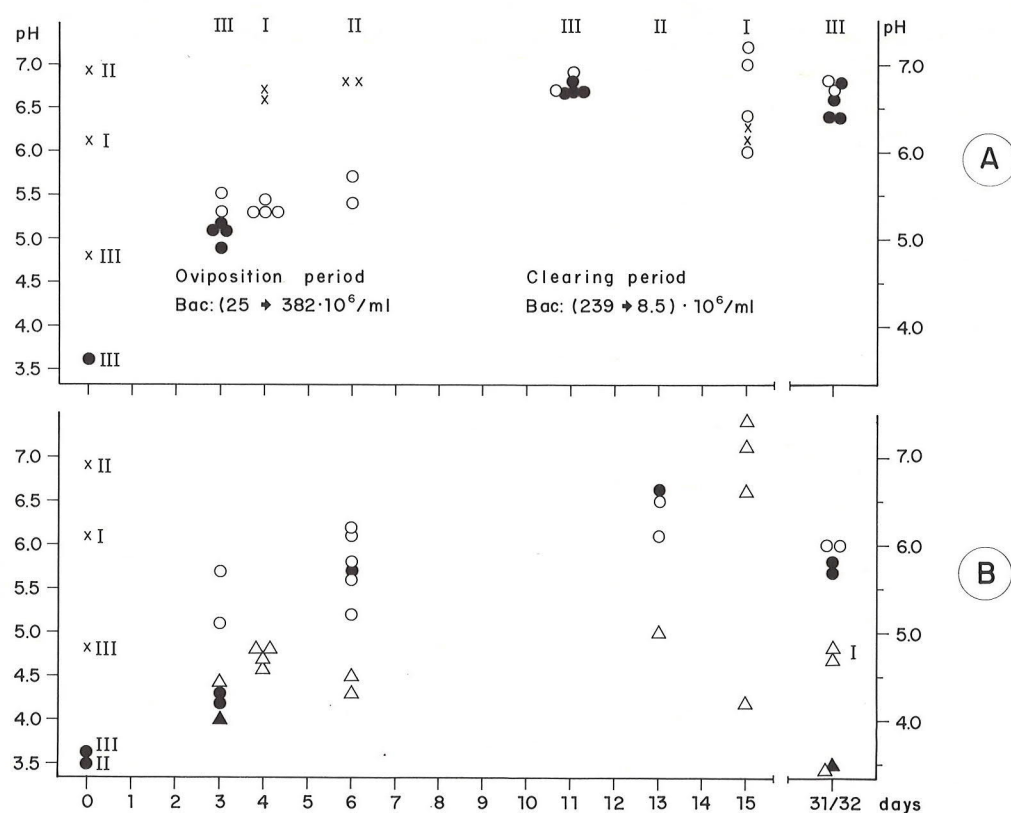 III I II III II I III
pH pH
7.0 7.0
x II
6.5
x I
6.0 6.0
A
5.5
5.0 5.0
x III
4.5
Oviposition period
Bac: (25 → 382·10⁶/ml
Clearing period
Bac: (239 → 8.5) · 10⁶/ml
4.0 4.0
III
3.5
7.0 7.0
x II
6.5
x I
6.0 6.0
B
5.5
5.0 5.0
x III
I
4.5
4.0 4.0
III
3.5
II
0 1 2 3 4 5 6 7 8 9 10 11 12 13 14 15 31/32 days